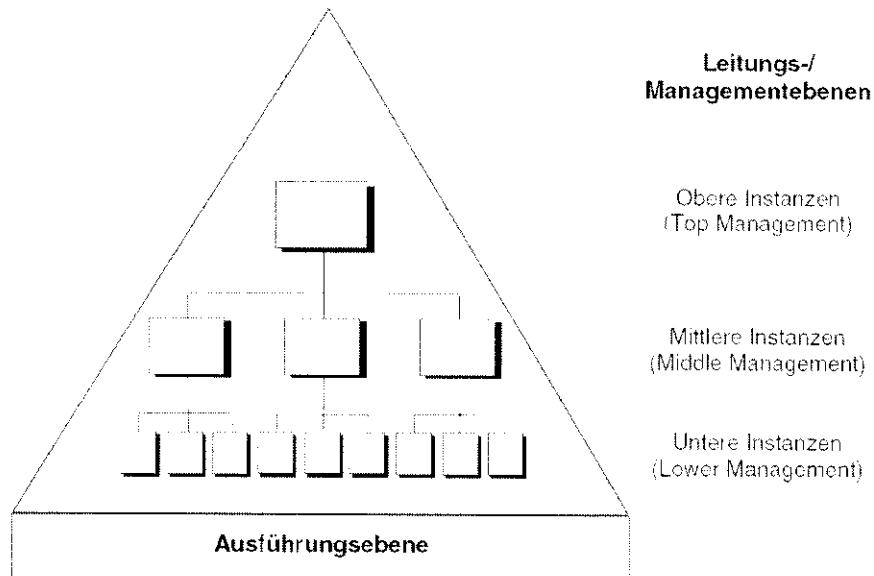 Leitungs-/
Managementebenen
Obere Instanzen
(Top Management)
Mittlere Instanzen
(Middle Management)
Untere Instanzen
(Lower Management)
Ausführungsebene